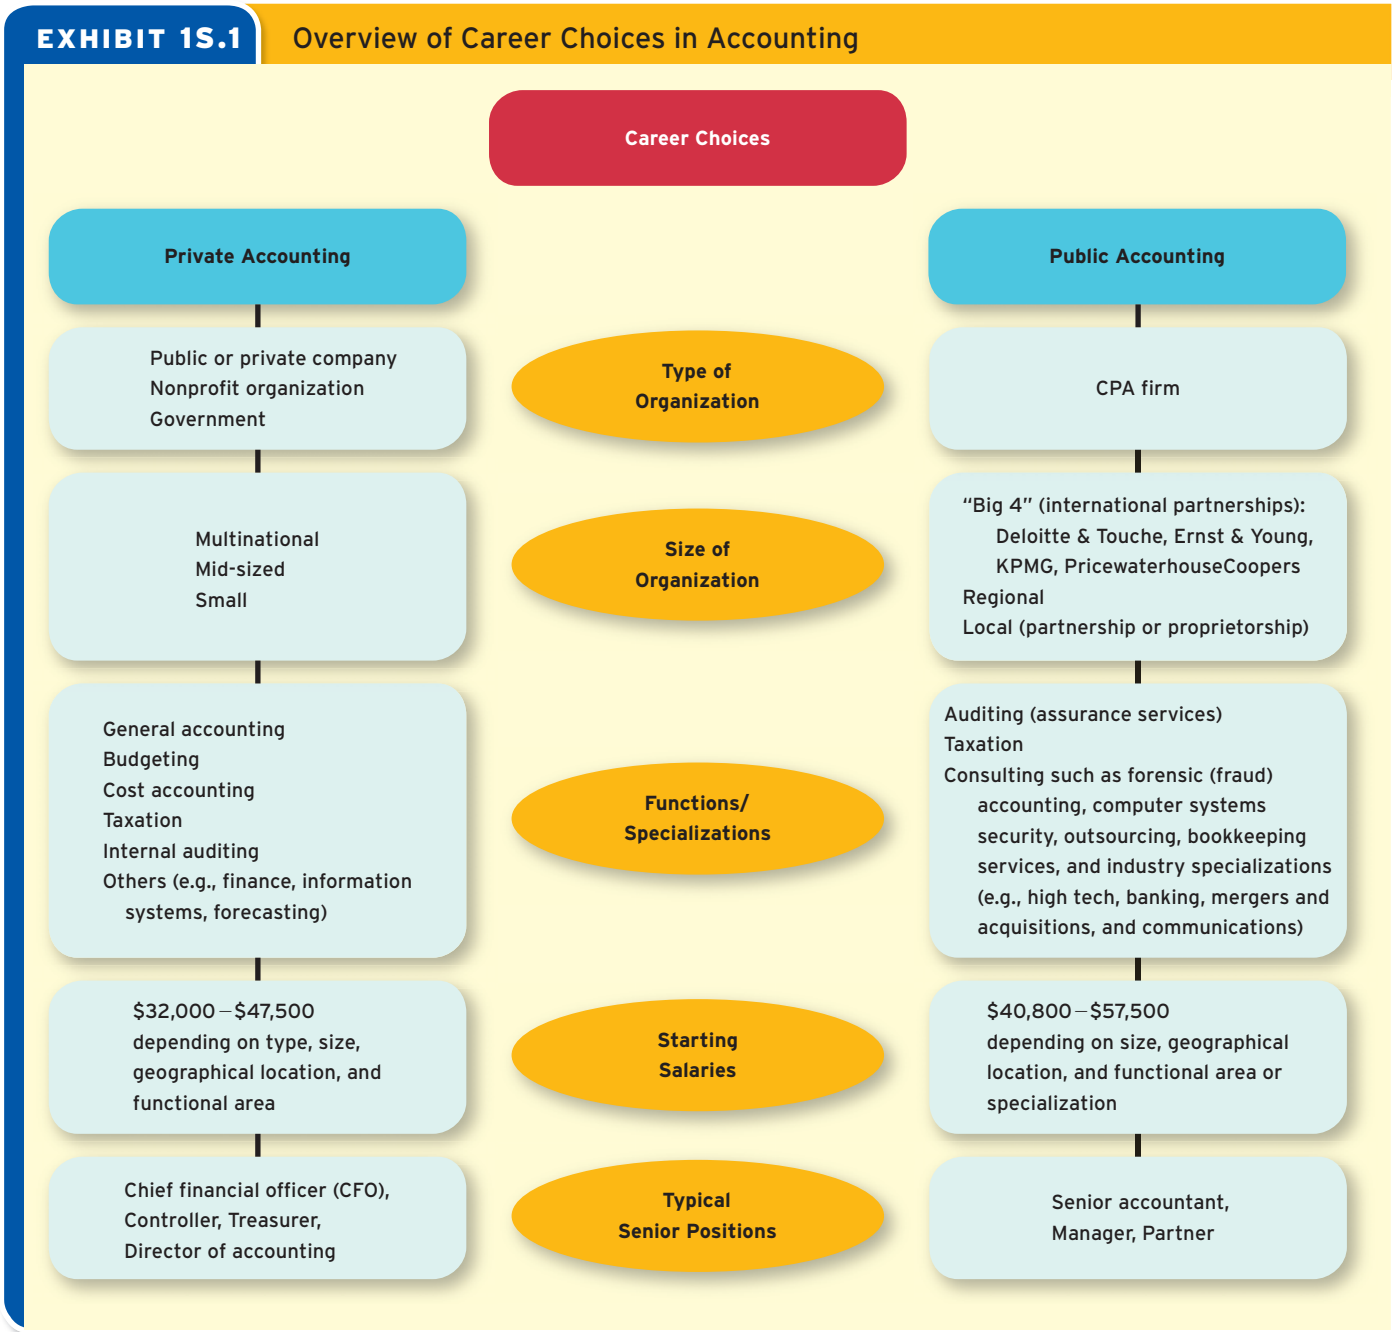 EXHIBIT 1S.1
Overview of Career Choices in Accounting
Career Choices
Private Accounting
Public Accounting
Public or private company
Nonprofit organization
Government
Type of
Organization
CPA firm
Multinational
Mid-sized
Small
Size of
Organization
“Big 4” (international partnerships):
Deloitte & Touche, Ernst & Young,
KPMG, PricewaterhouseCoopers
Regional
Local (partnership or proprietorship)
General accounting
Budgeting
Cost accounting
Taxation
Internal auditing
Others (e.g., finance, information
systems, forecasting)
Functions/
Specializations
Auditing (assurance services)
Taxation
Consulting such as forensic (fraud)
accounting, computer systems
security, outsourcing, bookkeeping
services, and industry specializations
(e.g., high tech, banking, mergers and
acquisitions, and communications)
$32,000–$47,500
depending on type, size,
geographical location, and
functional area
Starting
Salaries
$40,800–$57,500
depending on size, geographical
location, and functional area or
specialization
Chief financial officer (CFO),
Controller, Treasurer,
Director of accounting
Typical
Senior Positions
Senior accountant,
Manager, Partner